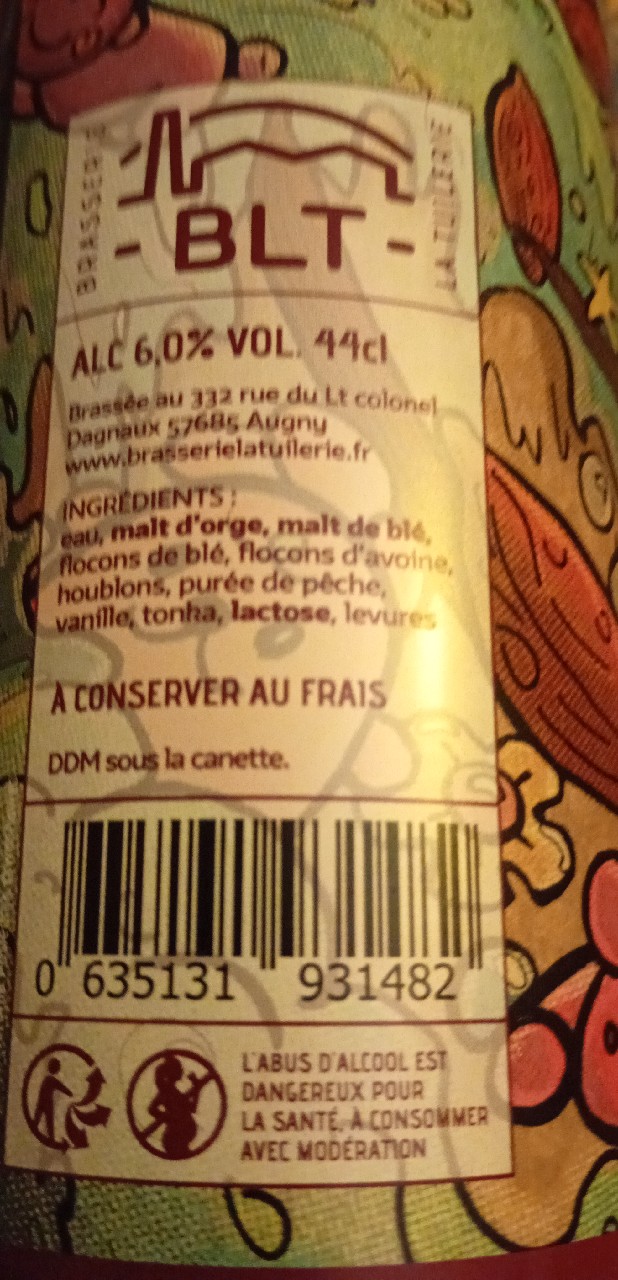 BRASSERIE
- BLT -
LA TUILERIE
ALC 6,0% VOL. 44cl
Brassée au 332 rue du Lt colonel
Dagnaux 57685 Augny
www.brasserielatuilerie.fr
INGRÉDIENTS :
eau, malt d'orge, malt de blé,
flocons de blé, flocons d'avoine,
houblons, purée de pêche,
vanille, tonka, lactose, levures
À CONSERVER AU FRAIS
DDM sous la canette.
0 635131 931482
L'ABUS D'ALCOOL EST
DANGEREUX POUR
LA SANTÉ, À CONSOMMER
AVEC MODÉRATION